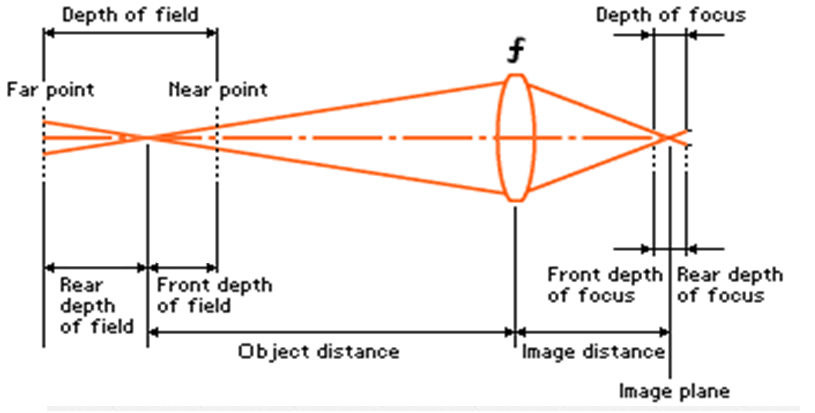 Depth of field
Depth of focus
f
Far point
Near point
Rear
depth
of field
Front depth
of field
Front depth
of focus
Rear depth
of focus
Object distance
Image distance
Image plane